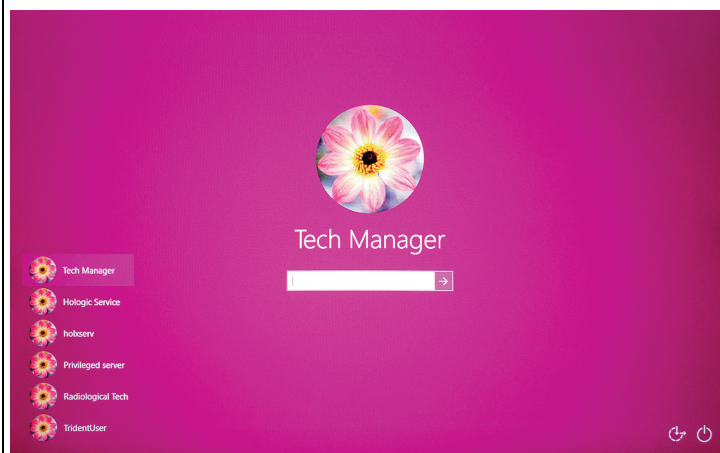 Tech Manager
Tech Manager
Hologic Service
holxserv
Privileged server
Radiological Tech
TridentUser